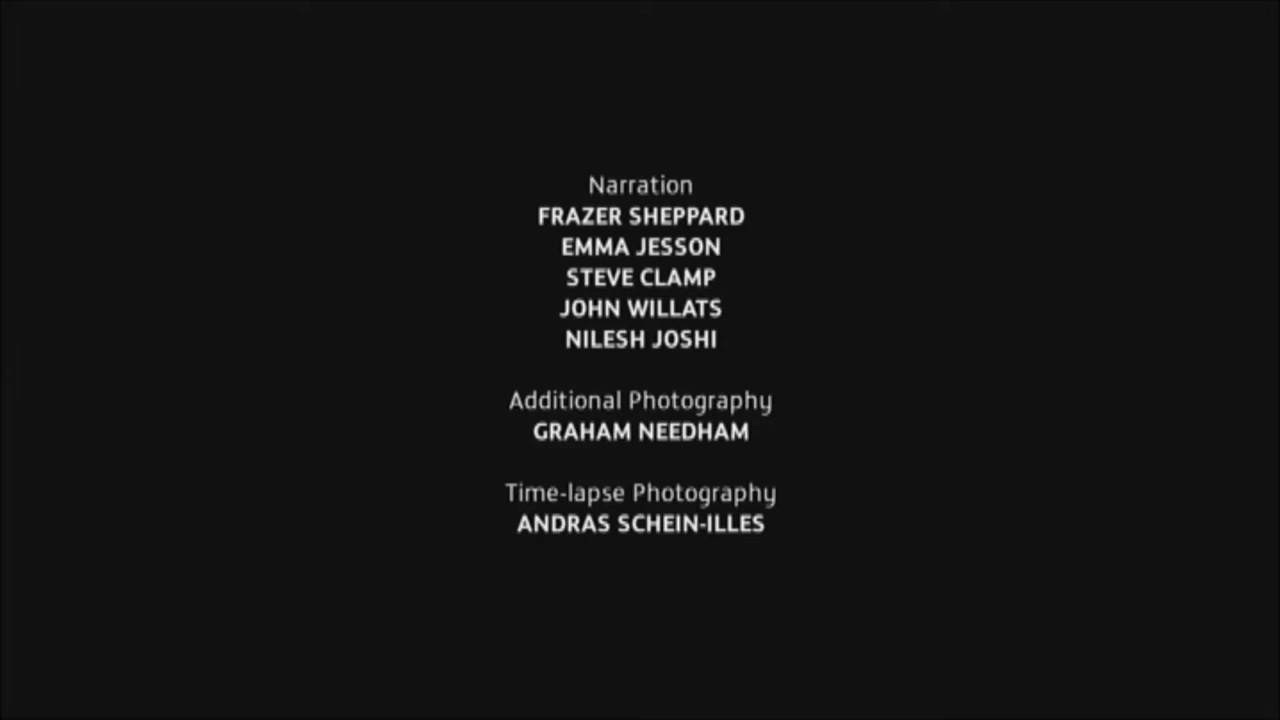 Narration
FRAZER SHEPPARD
EMMA JESSON
STEVE CLAMP
JOHN WILLATS
NILESH JOSHI
Additional Photography
GRAHAM NEEDHAM
Time-lapse Photography
ANDRAS SCHEIN-ILLES